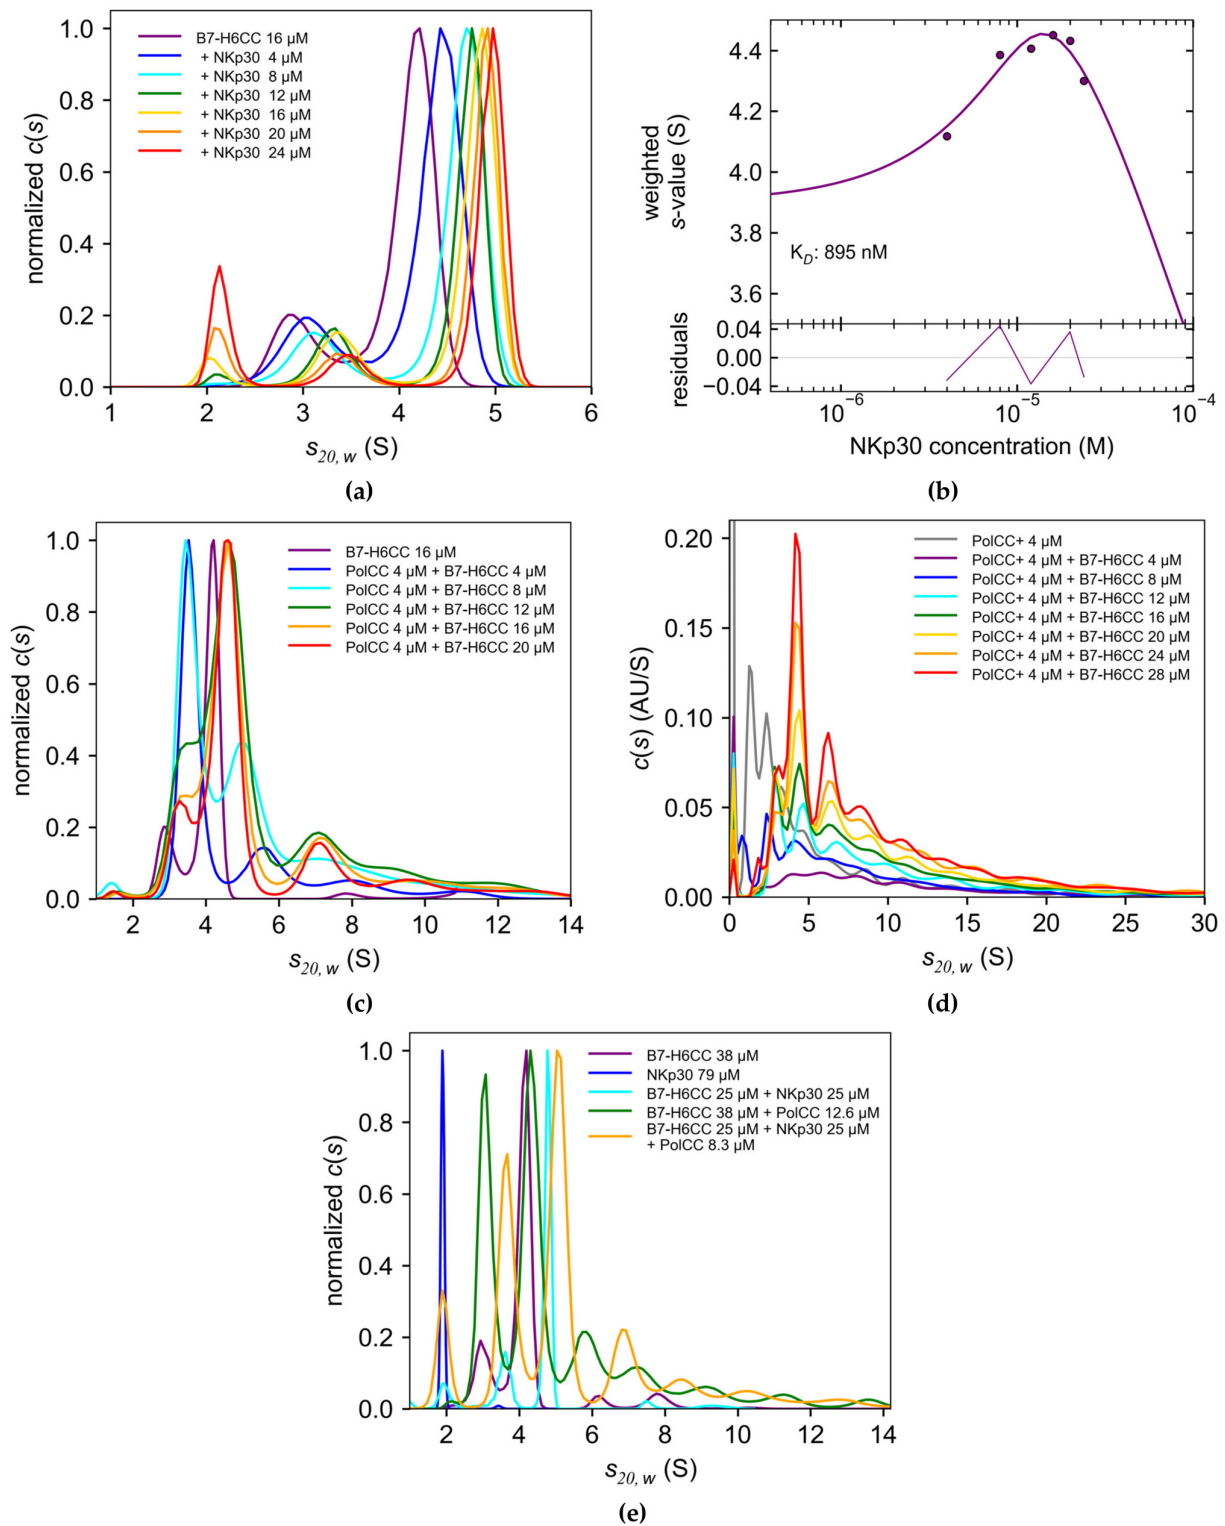 normalized c(s)
1.0
0.8
0.6
0.4
0.2
0.0
B7-H6CC 16 µM
+ NKp30 4 µM
+ NKp30 8 µM
+ NKp30 12 µM
+ NKp30 16 µM
+ NKp30 20 µM
+ NKp30 24 µM
1 2 3 4 5 6
s20, w (S)
(a)
weighted
s-value (S)
4.4
4.2
4.0
3.8
3.6
KD: 895 nM
residuals
0.04
0.00
−0.04
10−6 10−5 10−4
NKp30 concentration (M)
(b)
normalized c(s)
1.0
0.8
0.6
0.4
0.2
0.0
B7-H6CC 16 µM
PolCC 4 µM + B7-H6CC 4 µM
PolCC 4 µM + B7-H6CC 8 µM
PolCC 4 µM + B7-H6CC 12 µM
PolCC 4 µM + B7-H6CC 16 µM
PolCC 4 µM + B7-H6CC 20 µM
2 4 6 8 10 12 14
s20, w (S)
(c)
c(s) (AU/S)
0.20
0.15
0.10
0.05
0.00
PolCC+ 4 µM
PolCC+ 4 µM + B7-H6CC 4 µM
PolCC+ 4 µM + B7-H6CC 8 µM
PolCC+ 4 µM + B7-H6CC 12 µM
PolCC+ 4 µM + B7-H6CC 16 µM
PolCC+ 4 µM + B7-H6CC 20 µM
PolCC+ 4 µM + B7-H6CC 24 µM
PolCC+ 4 µM + B7-H6CC 28 µM
0 5 10 15 20 25 30
s20, w (S)
(d)
normalized c(s)
1.0
0.8
0.6
0.4
0.2
0.0
B7-H6CC 38 µM
NKp30 79 µM
B7-H6CC 25 µM + NKp30 25 µM
B7-H6CC 38 µM + PolCC 12.6 µM
B7-H6CC 25 µM + NKp30 25 µM
+ PolCC 8.3 µM
2 4 6 8 10 12 14
s20, w (S)
(e)